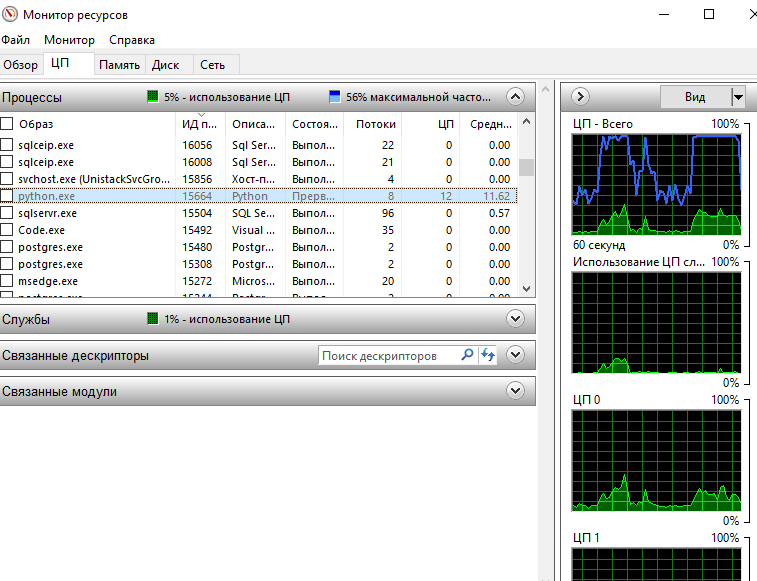 Монитор ресурсов
Файл Монитор Справка
Обзор ЦП Память Диск Сеть
Процессы 5% - использование ЦП 56% максимальной часто...
Образ ИД п... Описа... Состоя... Потоки ЦП Средн...
sqlceip.exe 16056 Sql Ser... Выпол... 22 0 0.00
sqlceip.exe 16008 Sql Ser... Выпол... 21 0 0.00
svchost.exe (UnistackSvcGro... 15856 Хост-п... Выпол... 4 0 0.00
python.exe 15664 Python Прерв... 8 12 11.62
sqlservr.exe 15504 SQL Se... Выпол... 96 0 0.57
Code.exe 15492 Visual ... Выпол... 35 0 0.00
postgres.exe 15480 Postgr... Выпол... 2 0 0.00
postgres.exe 15308 Postgr... Выпол... 2 0 0.00
msedge.exe 15272 Micros... Выпол... 20 0 0.00
Службы 1% - использование ЦП
Связанные дескрипторы Поиск дескрипторов
Связанные модули
Вид
ЦП - Всего 100%
60 секунд 0%
Использование ЦП сл... 100%
0%
ЦП 0 100%
0%
ЦП 1 100%